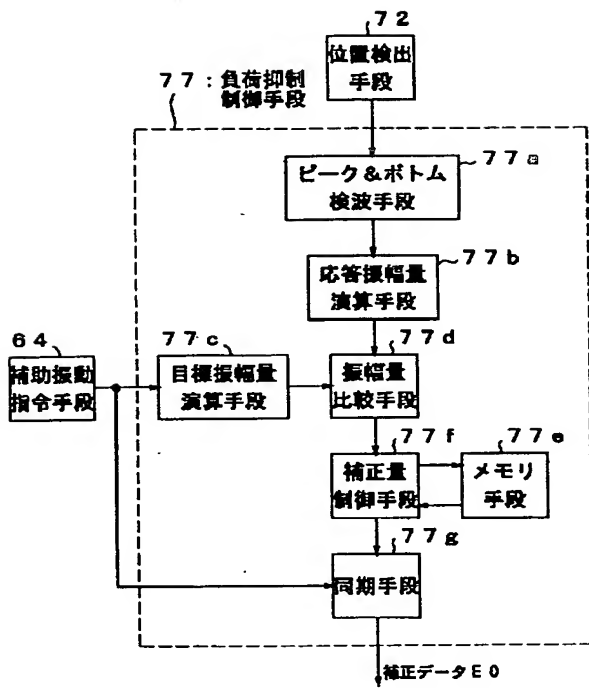 72
位置検出
手段
77:負荷抑制
制御手段
77a
ピーク&ボトム
検波手段
77b
応答振幅量
演算手段
64
補助振動
指令手段
77c
目標振幅量
演算手段
77d
振幅量
比較手段
77f
補正量
制御手段
77e
メモリ
手段
77g
同期手段
補正データE0